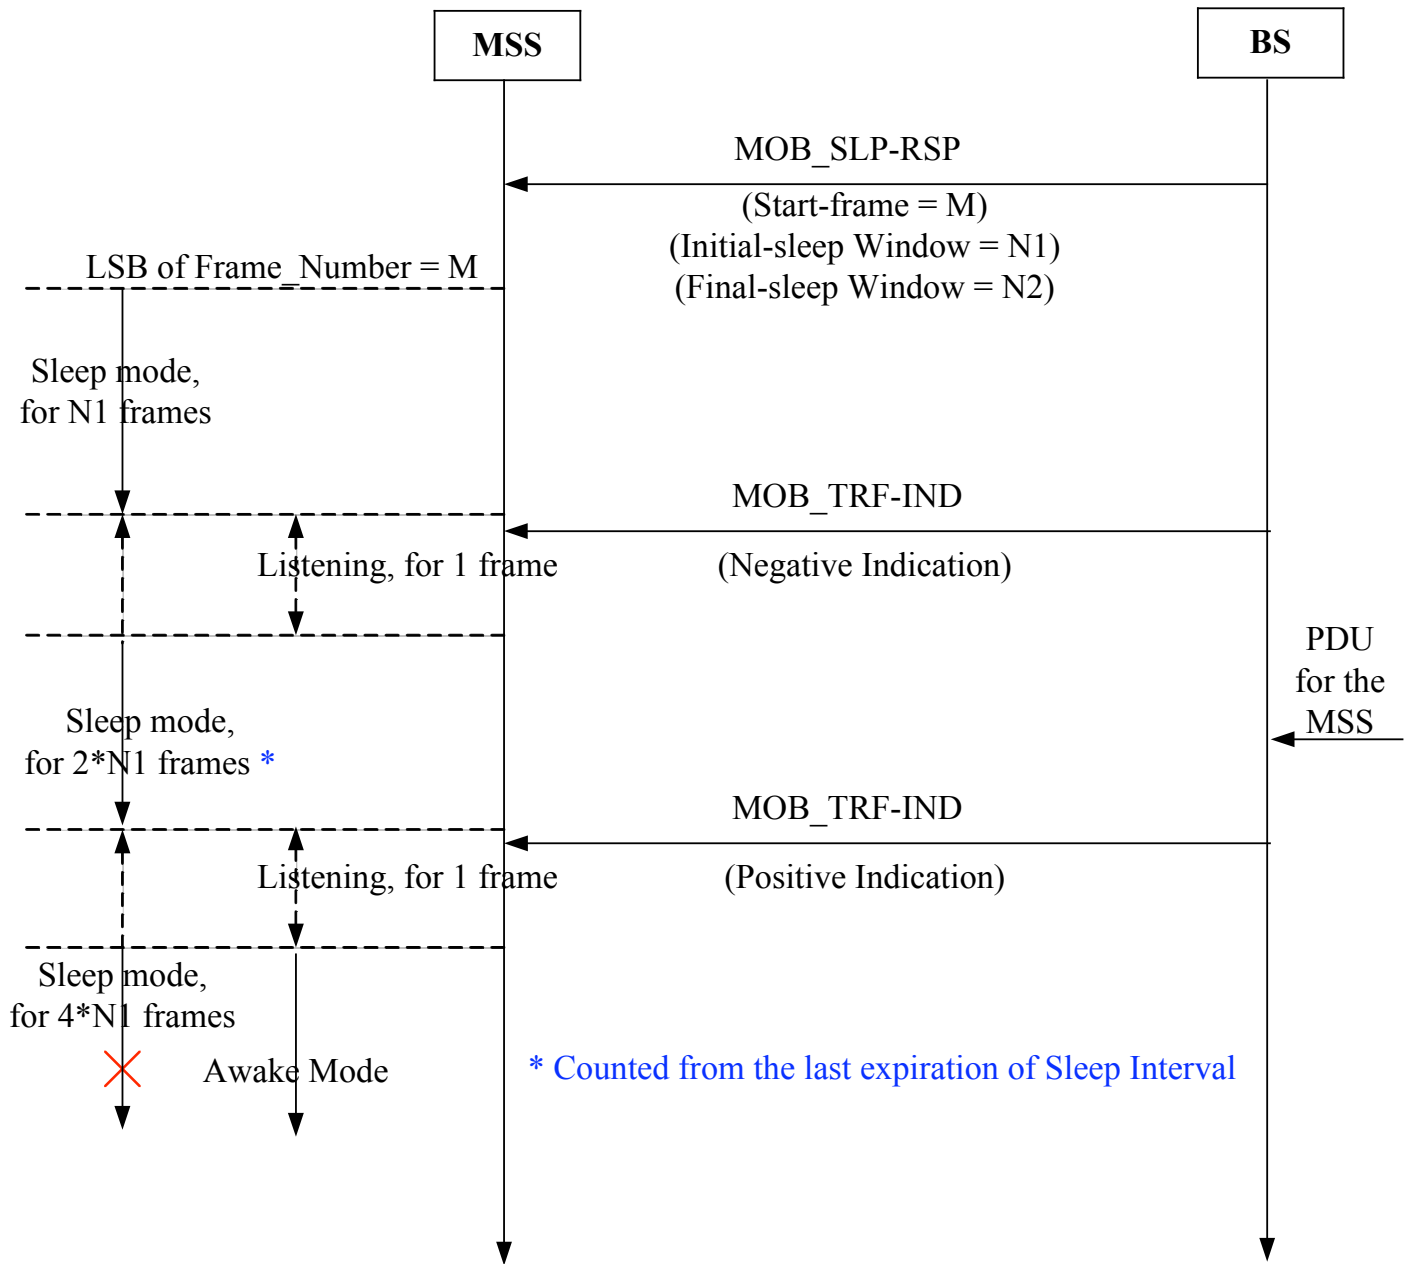 MSS
BS
MOB_SLP-RSP
(Start-frame = M)
(Initial-sleep Window = N1)
LSB of Frame_Number = M
(Final-sleep Window = N2)
Sleep mode,
for N1 frames
MOB_TRF-IND
Listening, for 1 frame
(Negative Indication)
PDU
for the
MSS
Sleep mode,
for 2*N1 frames *
MOB_TRF-IND
Listening, for 1 frame
(Positive Indication)
Sleep mode,
for 4*N1 frames
Awake Mode
* Counted from the last expiration of Sleep Interval